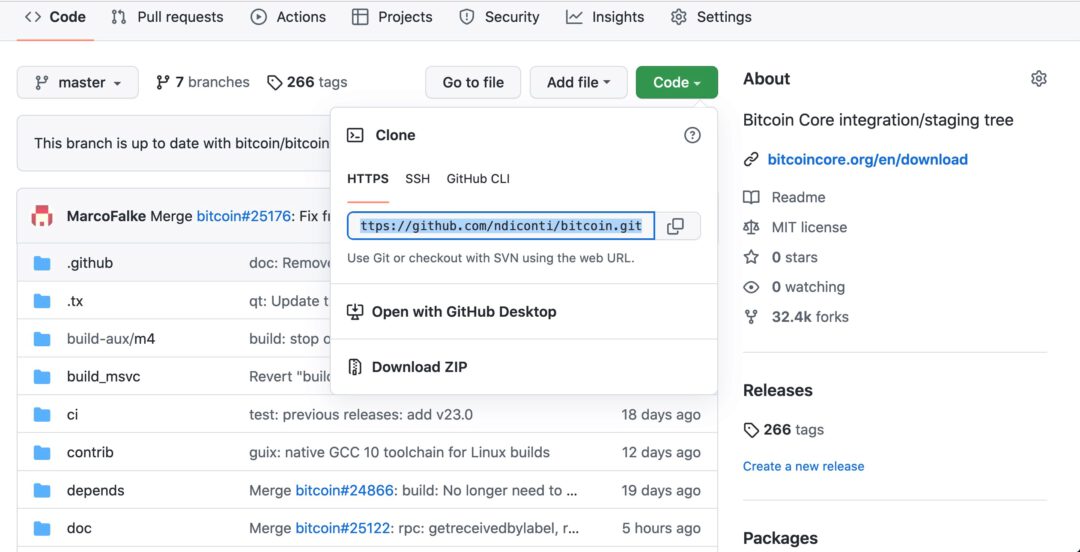 Code Pull requests Actions Projects Security Insights Settings
master 7 branches 266 tags Go to file Add file Code
This branch is up to date with bitcoin/bitcoin
Clone
HTTPS SSH GitHub CLI
ttps://github.com/ndiconti/bitcoin.git
Use Git or checkout with SVN using the web URL.
Open with GitHub Desktop
Download ZIP
MarcoFalke Merge bitcoin#25176: Fix
.github doc: Remove
.tx qt: Update
build-aux/m4 build: stop
build_msvc Revert "build
ci test: previous releases: add v23.0 18 days ago
contrib guix: native GCC 10 toolchain for Linux builds 12 days ago
depends Merge bitcoin#24866: build: No longer need to ... 19 days ago
doc Merge bitcoin#25122: rpc: getreceivedbylabel, r... 5 hours ago
About
Bitcoin Core integration/staging tree
bitcoincore.org/en/download
Readme
MIT license
0 stars
0 watching
32.4k forks
Releases
266 tags
Create a new release
Packages